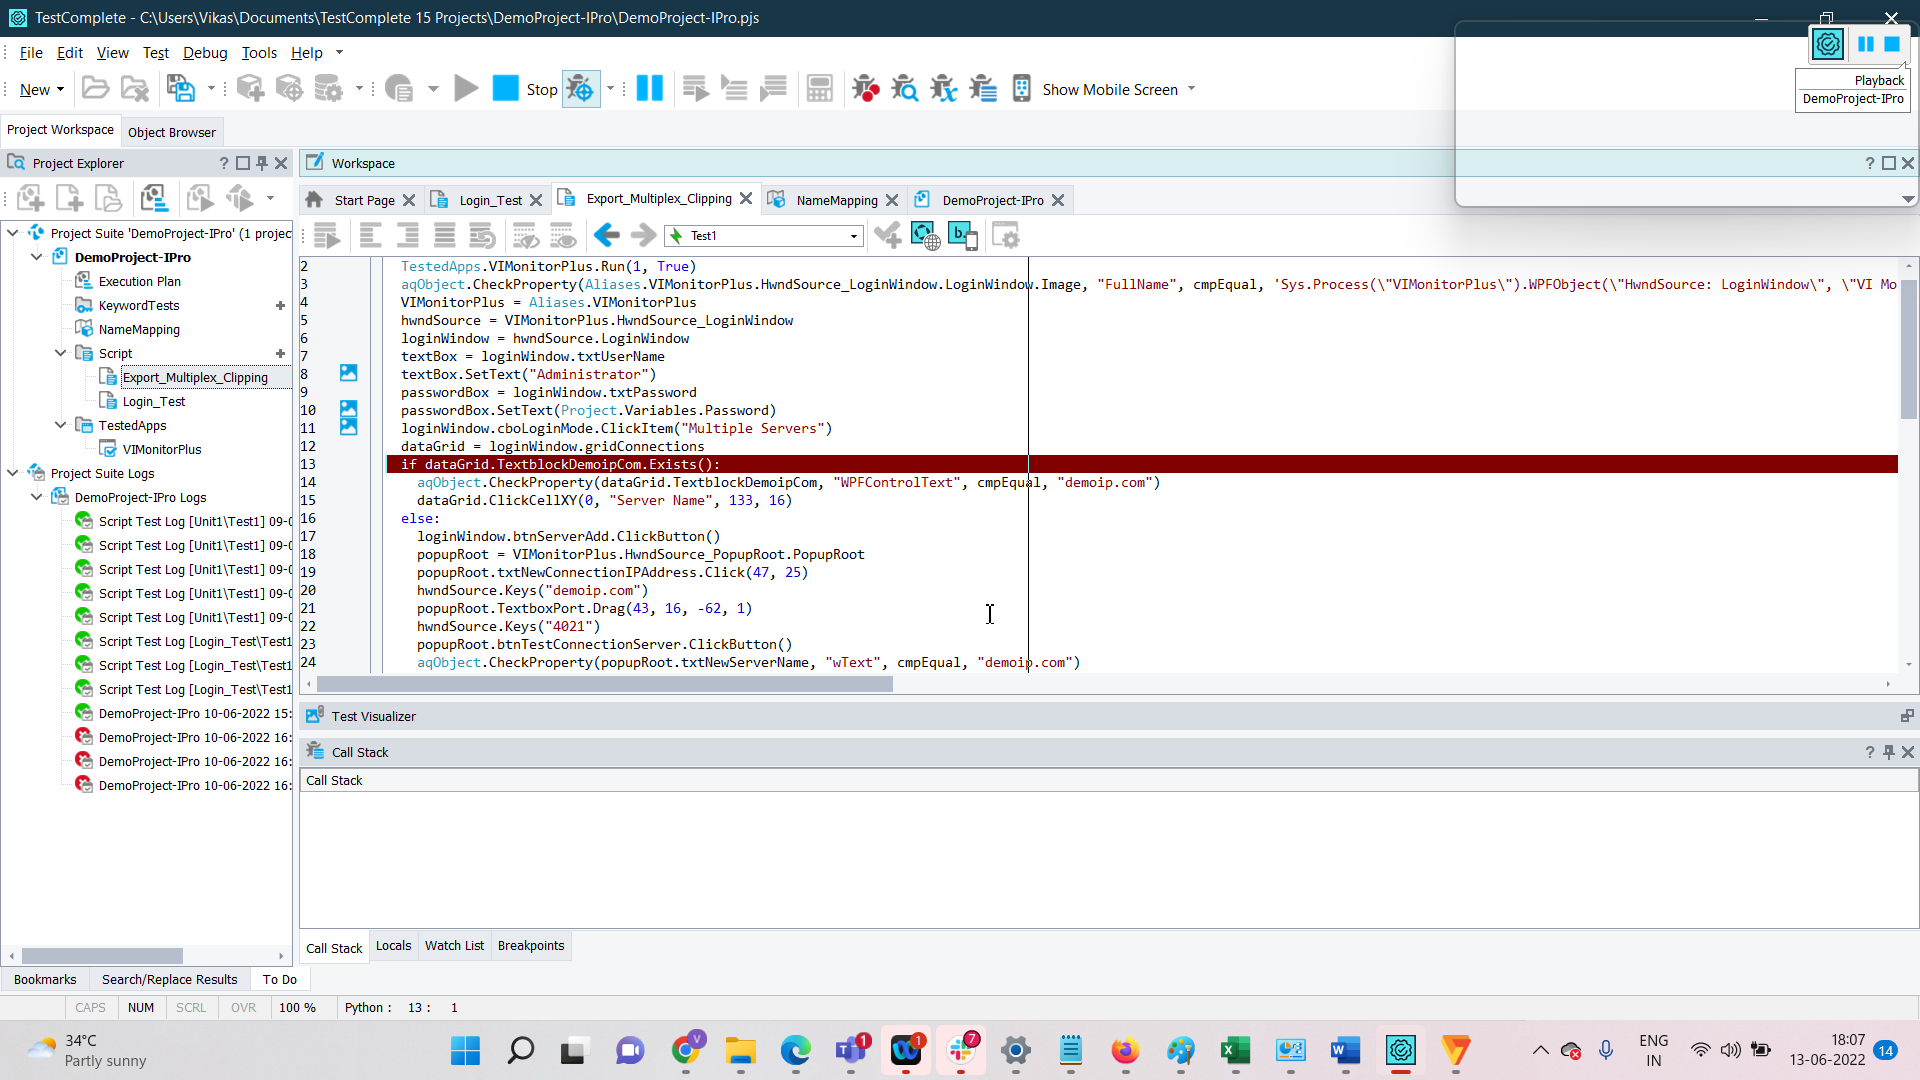 TestComplete - C:\Users\Vikas\Documents\TestComplete 15 Projects\DemoProject-IPro\DemoProject-IPro.pjs
File Edit View Test Debug Tools Help
New
Stop
Show Mobile Screen
Playback
DemoProject-IPro
Project Workspace Object Browser
Project Explorer
Workspace
Start Page Login_Test Export_Multiplex_Clipping NameMapping DemoProject-IPro
Test1
Project Suite 'DemoProject-IPro' (1 projec
DemoProject-IPro
Execution Plan
KeywordTests
NameMapping
Script
Export_Multiplex_Clipping
Login_Test
TestedApps
VIMonitorPlus
Project Suite Logs
DemoProject-IPro Logs
Script Test Log [Unit1\Test1] 09-0
Script Test Log [Unit1\Test1] 09-0
Script Test Log [Unit1\Test1] 09-0
Script Test Log [Unit1\Test1] 09-0
Script Test Log [Unit1\Test1] 09-0
Script Test Log [Login_Test\Test1
Script Test Log [Login_Test\Test1
Script Test Log [Login_Test\Test1
DemoProject-IPro 10-06-2022 15:
DemoProject-IPro 10-06-2022 16:
DemoProject-IPro 10-06-2022 16:
DemoProject-IPro 10-06-2022 16:
2 TestedApps.VIMonitorPlus.Run(1, True)
3 aqObject.CheckProperty(Aliases.VIMonitorPlus.HwndSource_LoginWindow.LoginWindow.Image, "FullName", cmpEqual, 'Sys.Process(\"VIMonitorPlus\").WPFObject(\"HwndSource: LoginWindow\", \"VI Mo
4 VIMonitorPlus = Aliases.VIMonitorPlus
5 hwndSource = VIMonitorPlus.HwndSource_LoginWindow
6 loginWindow = hwndSource.LoginWindow
7 textBox = loginWindow.txtUserName
8 textBox.SetText("Administrator")
9 passwordBox = loginWindow.txtPassword
10 passwordBox.SetText(Project.Variables.Password)
11 loginWindow.cboLoginMode.ClickItem("Multiple Servers")
12 dataGrid = loginWindow.gridConnections
13 if dataGrid.TextblockDemoipCom.Exists():
14 aqObject.CheckProperty(dataGrid.TextblockDemoipCom, "WPFControlText", cmpEqual, "demoip.com")
15 dataGrid.ClickCellXY(0, "Server Name", 133, 16)
16 else:
17 loginWindow.btnServerAdd.ClickButton()
18 popupRoot = VIMonitorPlus.HwndSource_PopupRoot.PopupRoot
19 popupRoot.txtNewConnectionIPAddress.Click(47, 25)
20 hwndSource.Keys("demoip.com")
21 popupRoot.TextboxPort.Drag(43, 16, -62, 1)
22 hwndSource.Keys("4021")
23 popupRoot.btnTestConnectionServer.ClickButton()
24 aqObject.CheckProperty(popupRoot.txtNewServerName, "wText", cmpEqual, "demoip.com")
Test Visualizer
Call Stack
Call Stack
Call Stack Locals Watch List Breakpoints
Bookmarks Search/Replace Results To Do
CAPS NUM SCRL OVR 100 % Python : 13 : 1
34°C
Partly sunny
V
1
1
7
ENG
IN
18:07
13-06-2022
14